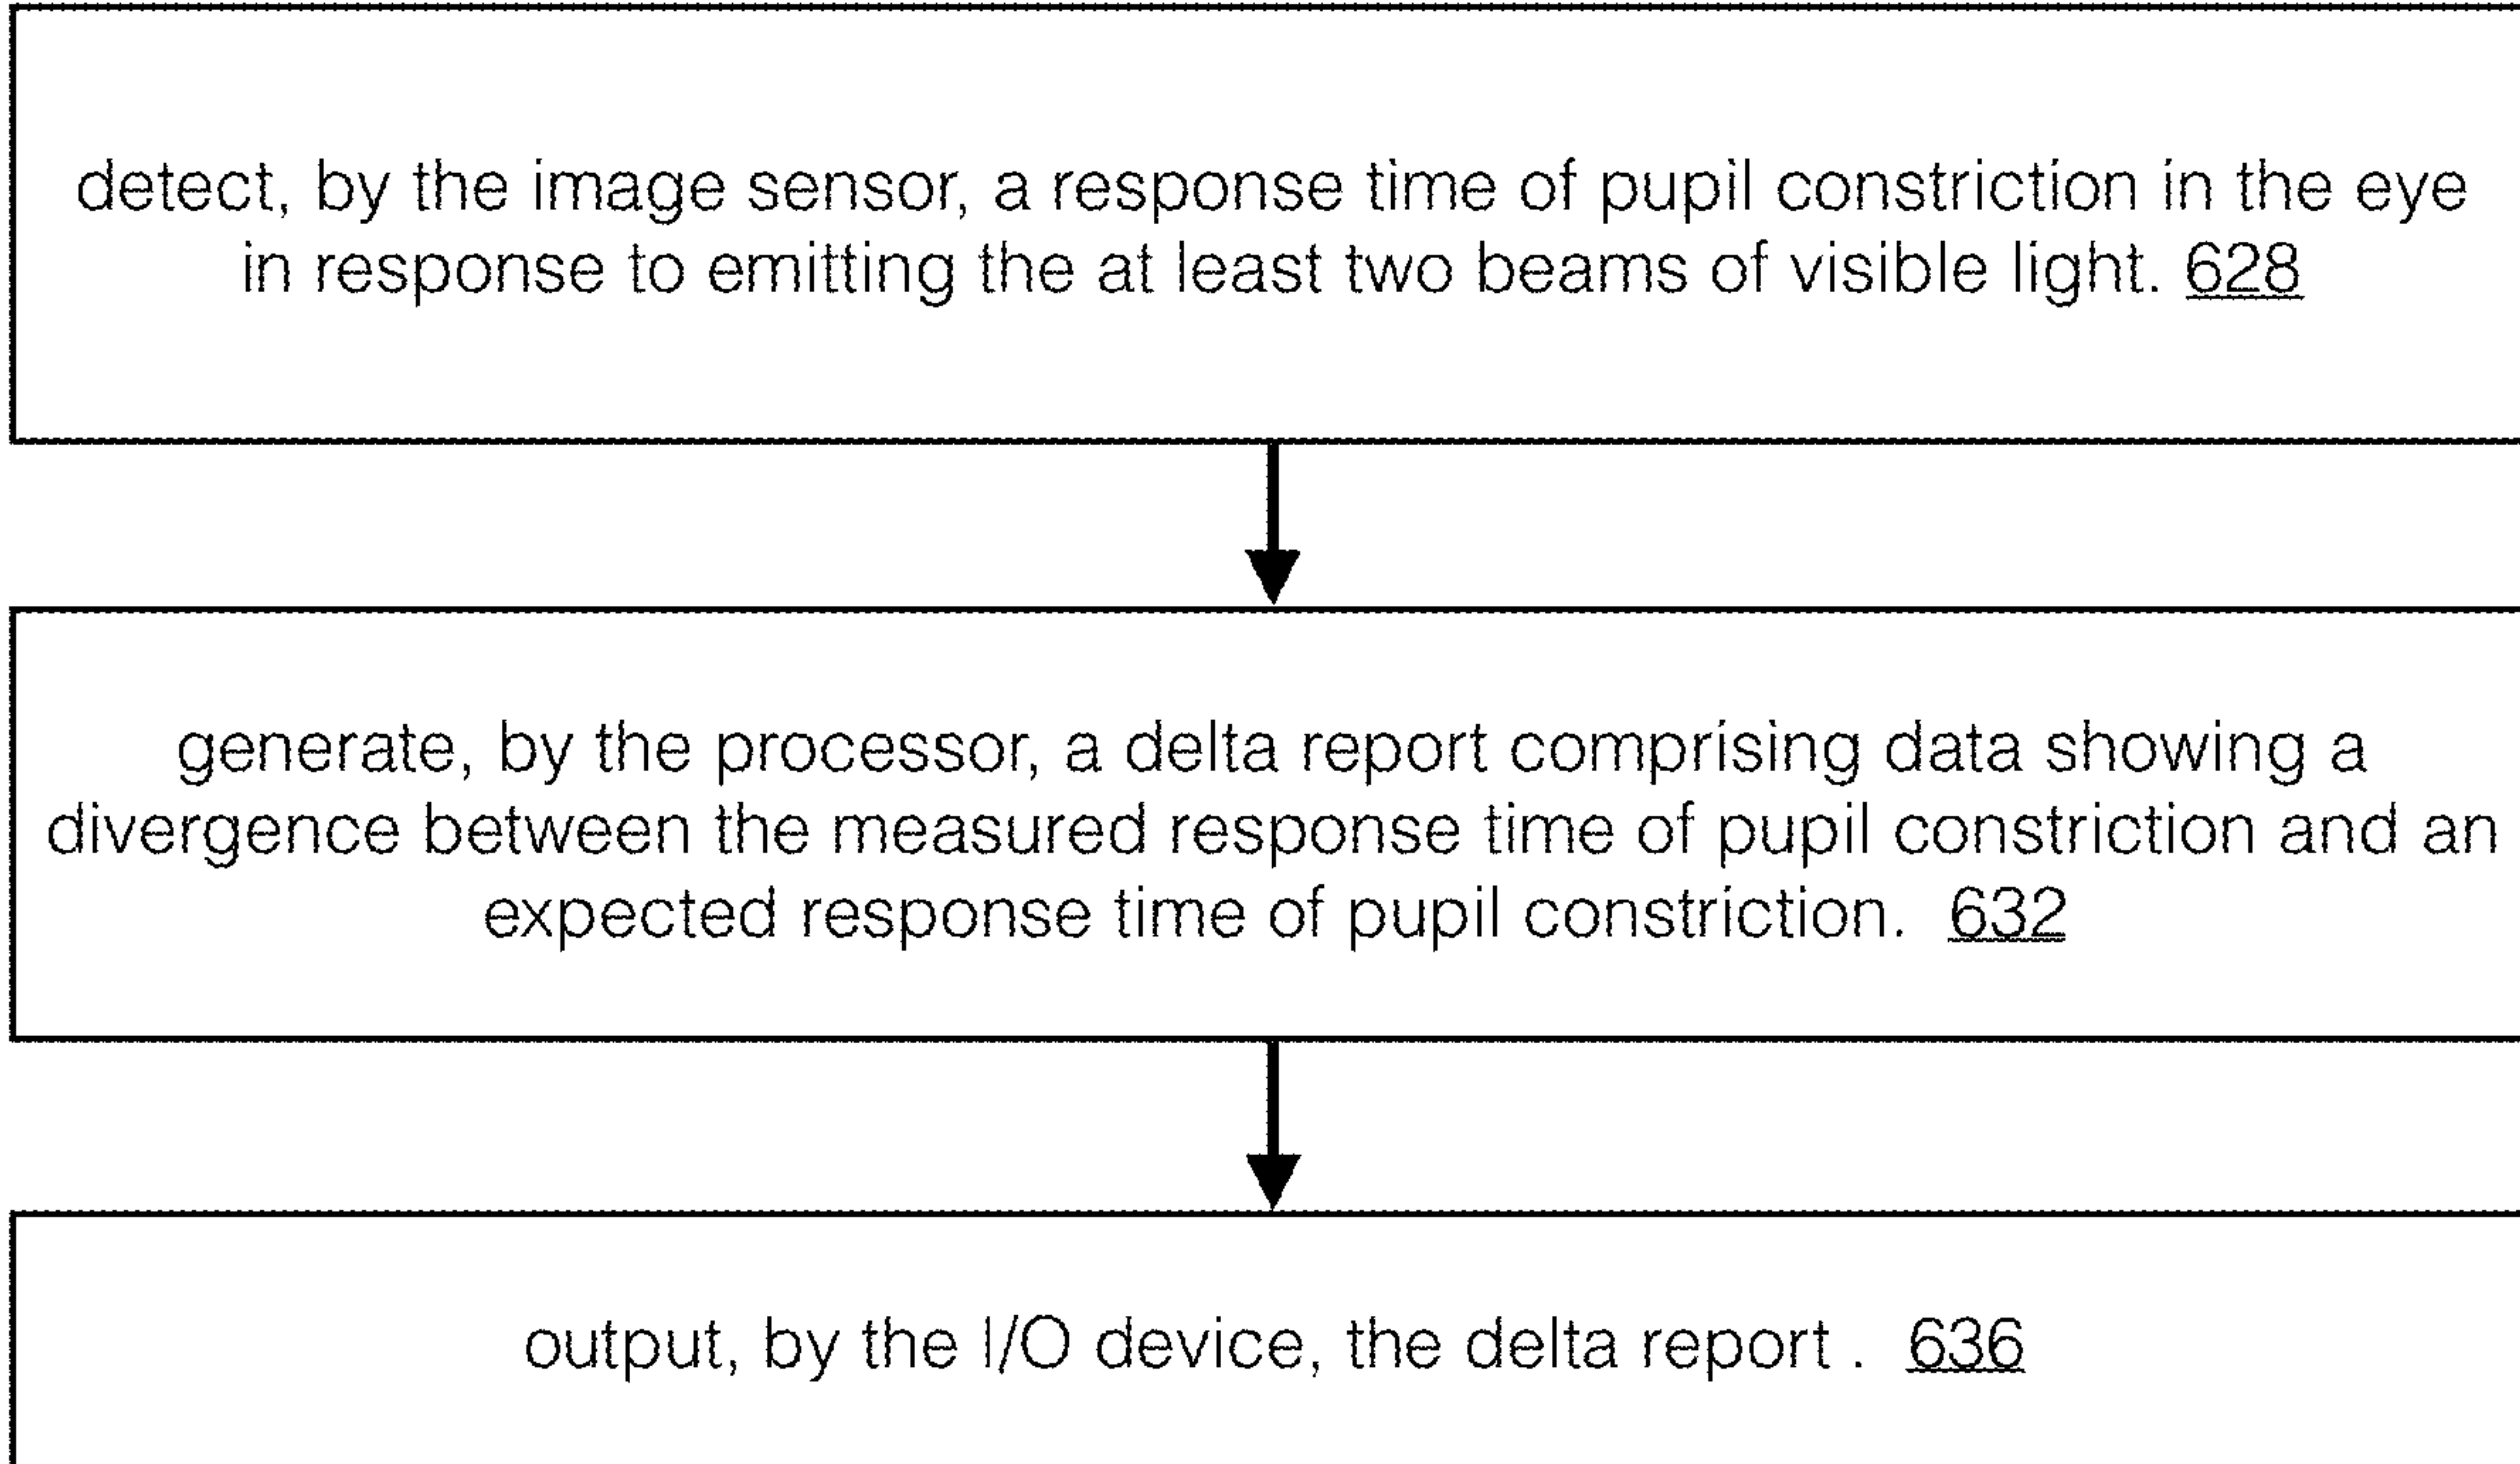 detect, by the image sensor, a response time of pupil constriction in the eye
in response to emitting the at least two beams of visible light. 628
generate, by the processor, a delta report comprising data showing a
divergence between the measured response time of pupil constriction and an
expected response time of pupil constriction. 632
output, by the I/O device, the delta report . 636